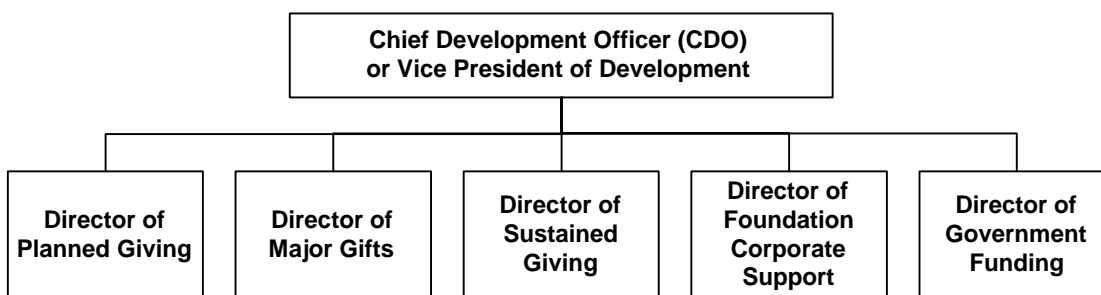 Chief Development Officer (CDO)
or Vice President of Development
Director of
Planned Giving
Director of
Major Gifts
Director of
Sustained
Giving
Director of
Foundation
Corporate
Support
Director of
Government
Funding